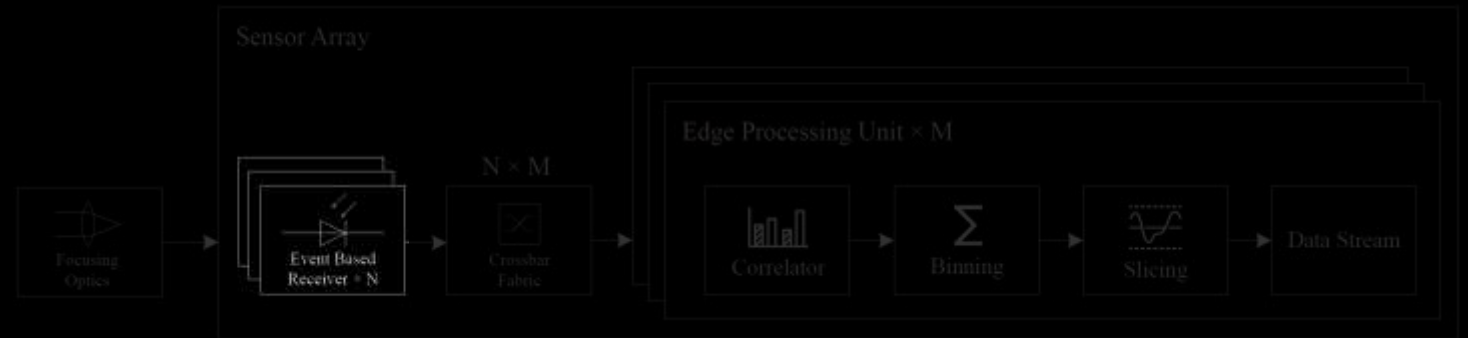 Sensor Array
Edge Processing Unit × M
N × M
Focusing
Optics
Event Based
Receiver * N
Crossbar
Fabric
Correlator
Σ
Binning
Slicing
Data Stream